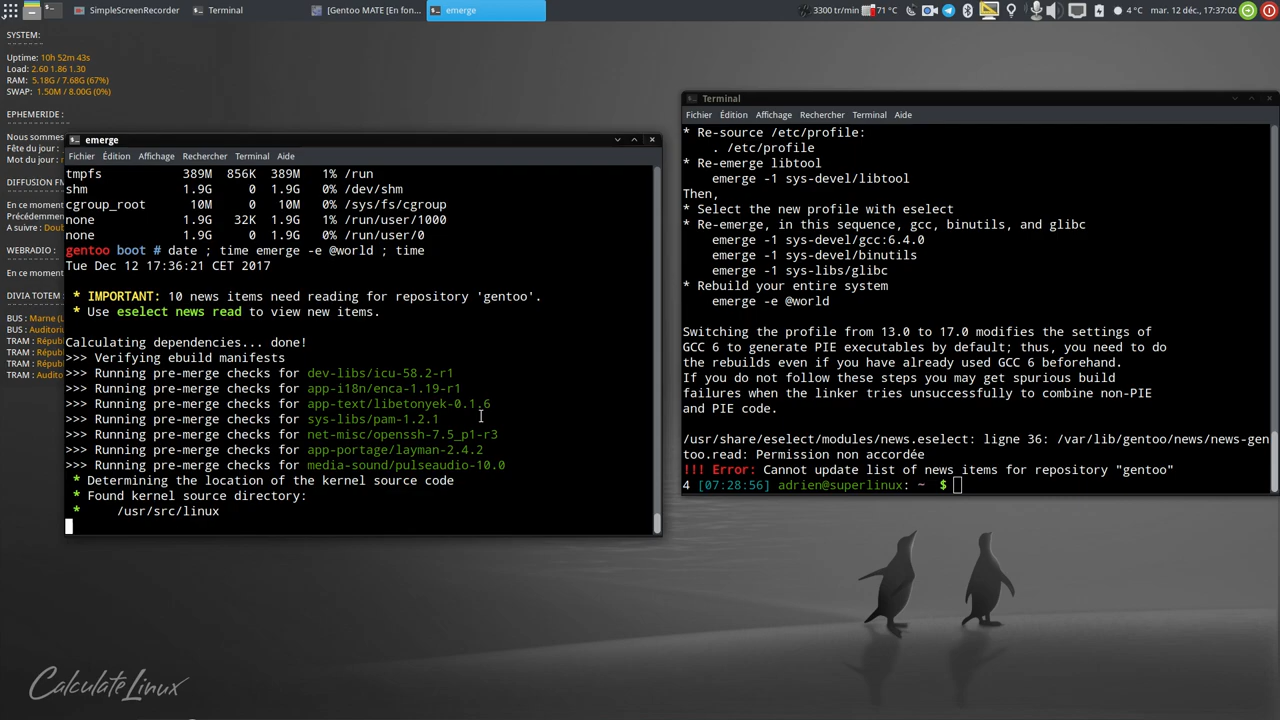 SimpleScreenRecorder
Terminal
[Gentoo MATE [En fon...
emerge
3300 tr/min
71 °C
4 °C
mar. 12 déc., 17:37:02
SYSTEM:
Uptime: 10h 52m 43s
Load: 2.60 1.86 1.30
RAM: 5.18G / 7.68G (67%)
SWAP: 1.50M / 8.00G (0%)
EPHEMERIDE :
Nous sommes
Fête du jour :
Mot du jour :
DIFFUSION FM
En ce moment
Précédemment
A suivre : Doub
WEBRADIO :
En ce moment
DIVIA TOTEM :
BUS : Marne (L
BUS : Auditoriu
TRAM : Répub
TRAM : Répub
TRAM : Audito
TRAM : Audito
emerge
Fichier Édition Affichage Rechercher Terminal Aide
tmpfs 389M 856K 389M 1% /run
shm 1.9G 0 1.9G 0% /dev/shm
cgroup_root 10M 0 10M 0% /sys/fs/cgroup
none 1.9G 32K 1.9G 1% /run/user/1000
none 1.9G 0 1.9G 0% /run/user/0
gentoo boot # date ; time emerge -e @world ; time
Tue Dec 12 17:36:21 CET 2017
* IMPORTANT: 10 news items need reading for repository 'gentoo'.
* Use eselect news read to view new items.
Calculating dependencies... done!
>>> Verifying ebuild manifests
>>> Running pre-merge checks for dev-libs/icu-58.2-r1
>>> Running pre-merge checks for app-i18n/enca-1.19-r1
>>> Running pre-merge checks for app-text/libetonyek-0.1.6
>>> Running pre-merge checks for sys-libs/pam-1.2.1
>>> Running pre-merge checks for net-misc/openssh-7.5_p1-r3
>>> Running pre-merge checks for app-portage/layman-2.4.2
>>> Running pre-merge checks for media-sound/pulseaudio-10.0
* Determining the location of the kernel source code
* Found kernel source directory:
* /usr/src/linux
Terminal
Fichier Édition Affichage Rechercher Terminal Aide
* Re-source /etc/profile:
. /etc/profile
* Re-emerge libtool
emerge -1 sys-devel/libtool
Then,
* Select the new profile with eselect
* Re-emerge, in this sequence, gcc, binutils, and glibc
emerge -1 sys-devel/gcc:6.4.0
emerge -1 sys-devel/binutils
emerge -1 sys-libs/glibc
* Rebuild your entire system
emerge -e @world
Switching the profile from 13.0 to 17.0 modifies the settings of
GCC 6 to generate PIE executables by default; thus, you need to
do the rebuilds even if you have already used GCC 6 beforehand.
If you do not follow these steps you may get spurious build
failures when the linker tries unsuccessfully to combine non-PIE
and PIE code.
/usr/share/eselect/modules/news.eselect: ligne 36: /var/lib/gentoo/news/news-gen
too.read: Permission non accordée
!!! Error: Cannot update list of news items for repository "gentoo"
4 [07:28:56] adrien@superlinux: ~ $
Calculate Linux